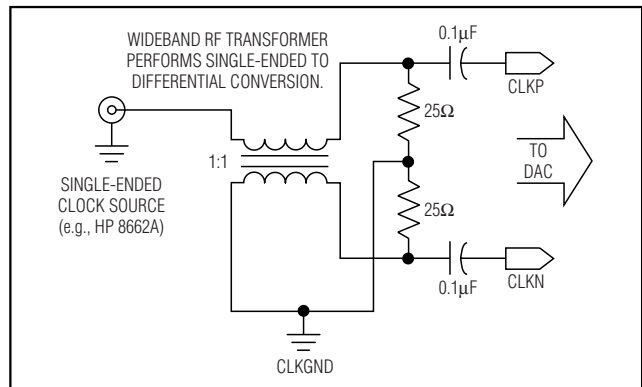 WIDEBAND RF TRANSFORMER
PERFORMS SINGLE-ENDED TO
DIFFERENTIAL CONVERSION.
0.1µF
CLKP
25Ω
1:1
TO
DAC
SINGLE-ENDED
CLOCK SOURCE
(e.g., HP 8662A)
25Ω
0.1µF
CLKN
CLKGND